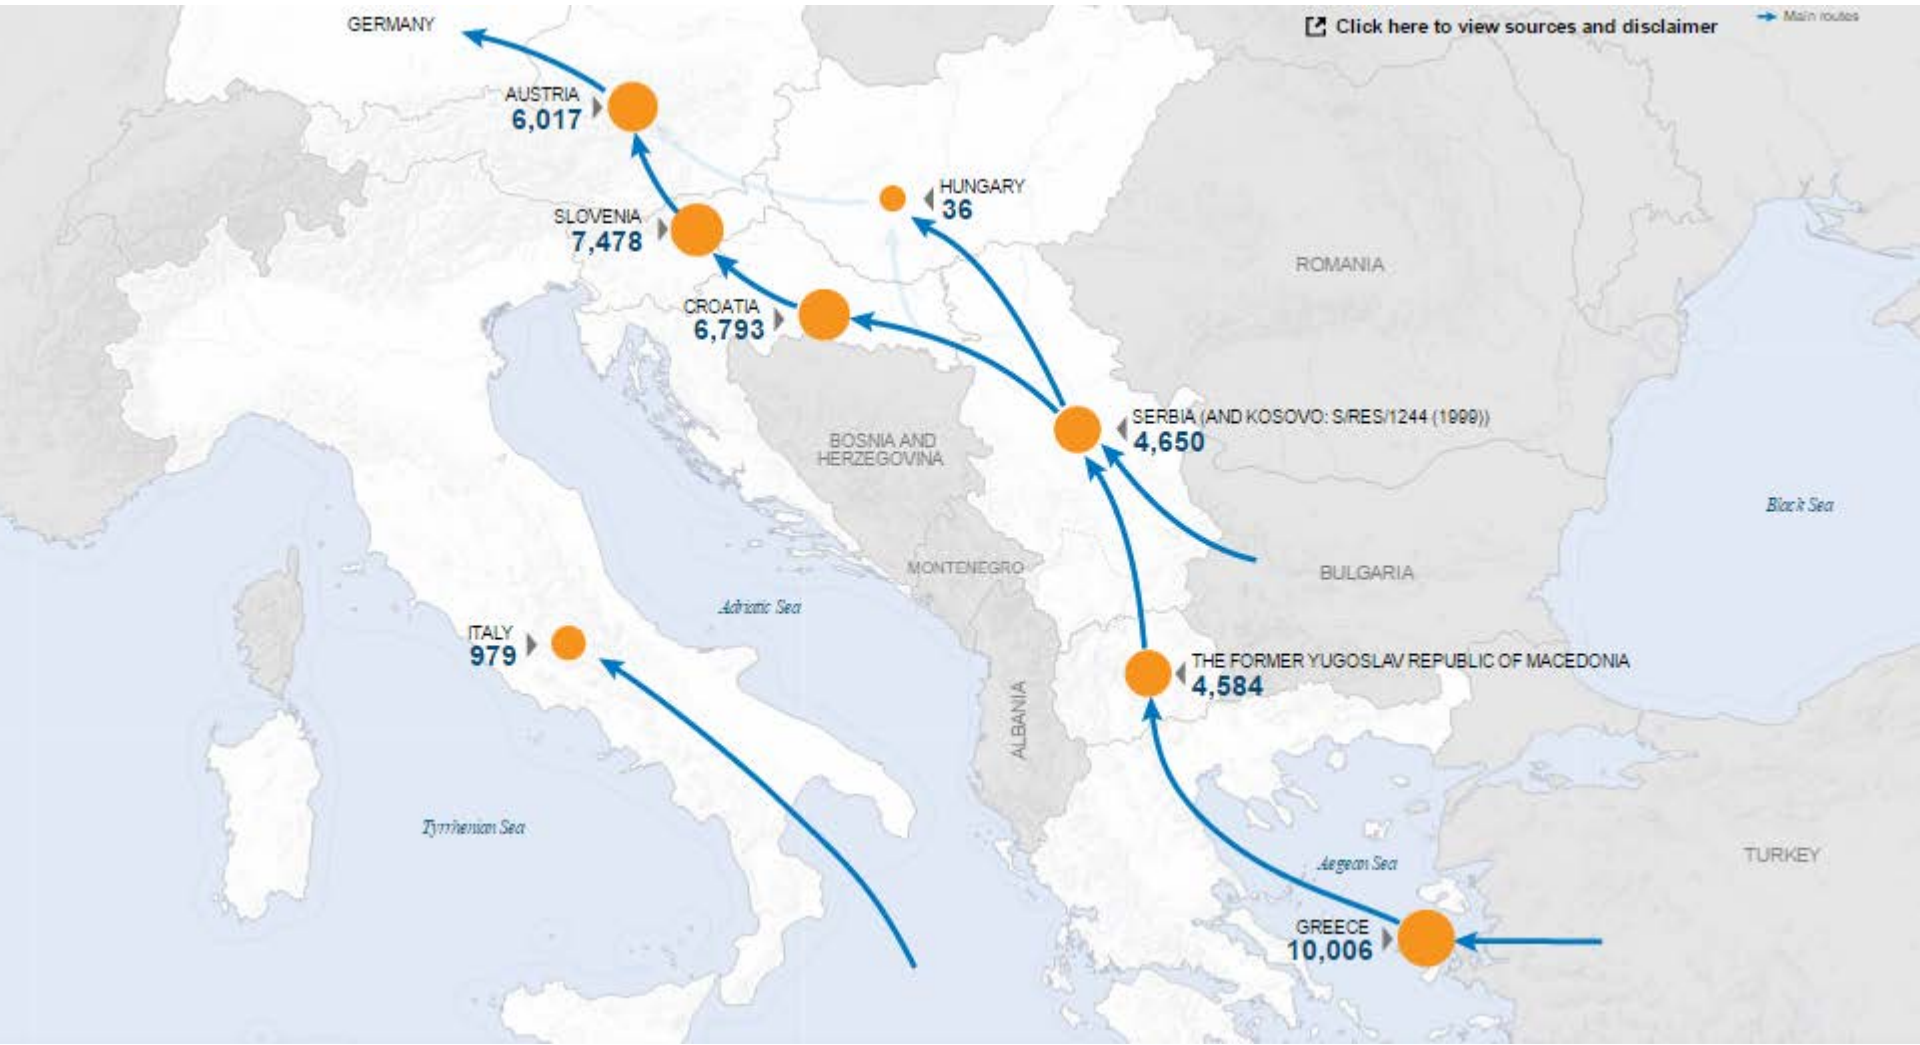 GERMANY
Click here to view sources and disclaimer
Main routes
AUSTRIA
6,017
HUNGARY
36
SLOVENIA
7,478
ROMANIA
CROATIA
6,793
SERBIA (AND KOSOVO: S/RES/1244 (1999))
4,650
BOSNIA AND
HERZEGOVINA
Black Sea
MONTENEGRO
BULGARIA
Adriatic Sea
ITALY
979
THE FORMER YUGOSLAV REPUBLIC OF MACEDONIA
4,584
ALBANIA
Tyrrhenian Sea
Aegean Sea
TURKEY
GREECE
10,006